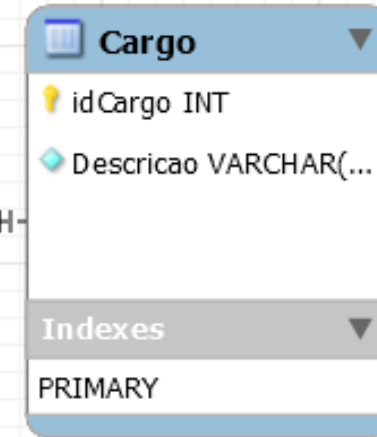 Cargo
idCargo INT
Descricao VARCHAR(...
Indexes
PRIMARY